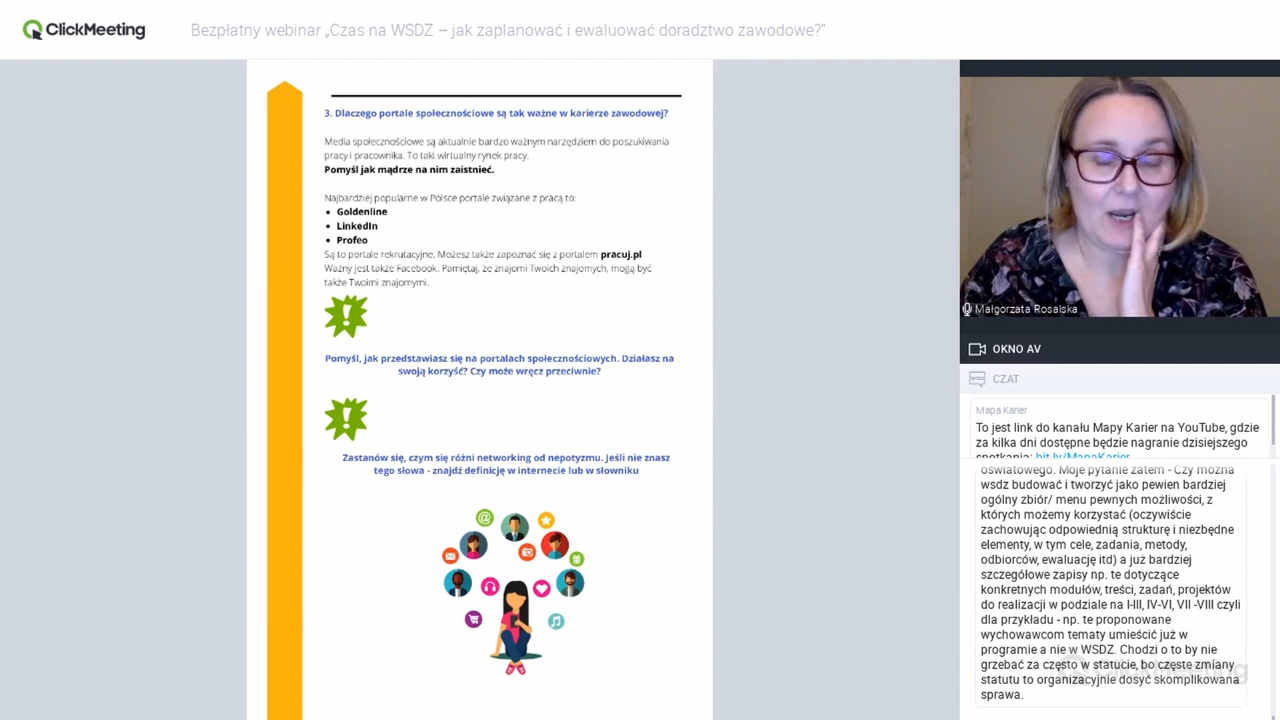 ClickMeeting
Bezpłatny webinar „Czas na WSDZ – jak zaplanować i ewaluować doradztwo zawodowe?”
3. Dlaczego portale społecznościowe są tak ważne w karierze zawodowej?
Media społecznościowe są aktualnie bardzo ważnym narzędziem do poszukiwania
pracy i pracownika. To taki wirtualny rynek pracy.
Pomyśl jak mądrze na nim zaistnieć.
Najbardziej popularne w Polsce portale związane z pracą to:
• Goldenline
• LinkedIn
• Profeo
Są to portale rekrutacyjne. Możesz także zapoznać się z portalem pracuj.pl
Ważny jest także Facebook. Pamiętaj, że znajomi Twoich znajomych, mogą być
także Twoimi znajomymi.
Pomyśl, jak przedstawiasz się na portalach społecznościowych. Działasz na
swoją korzyść? Czy może wręcz przeciwnie?
Zastanów się, czym się różni networking od nepotyzmu. Jeśli nie znasz
tego słowa - znajdź definicję w internecie lub w słowniku
Małgorzata Rosalska
OKNO AV
CZAT
Mapa Karier
To jest link do kanału Mapy Karier na YouTube, gdzie
za kilka dni dostępne będzie nagranie dzisiejszego
spotkania: bit.ly/MapaKarier
oświatowego. Moje pytanie zatem - Czy można
wsdz budować i tworzyć jako pewien bardziej
ogólny zbiór/ menu pewnych możliwości, z
których możemy korzystać (oczywiście
zachowując odpowiednią strukturę i niezbędne
elementy, w tym cele, zadania, metody,
odbiorców, ewaluację itd) a już bardziej
szczegółowe zapisy np. te dotyczące
konkretnych modułów, treści, zadań, projektów
do realizacji w podziale na I-III, IV-VI, VII -VIII czyli
dla przykładu - np. te proponowane
wychowawcom tematy umieścić już w
programie a nie w WSDZ. Chodzi o to by nie
grzebać za często w statucie, bo częste zmiany
statutu to organizacyjnie dosyć skomplikowana
sprawa.
ClickMeeting